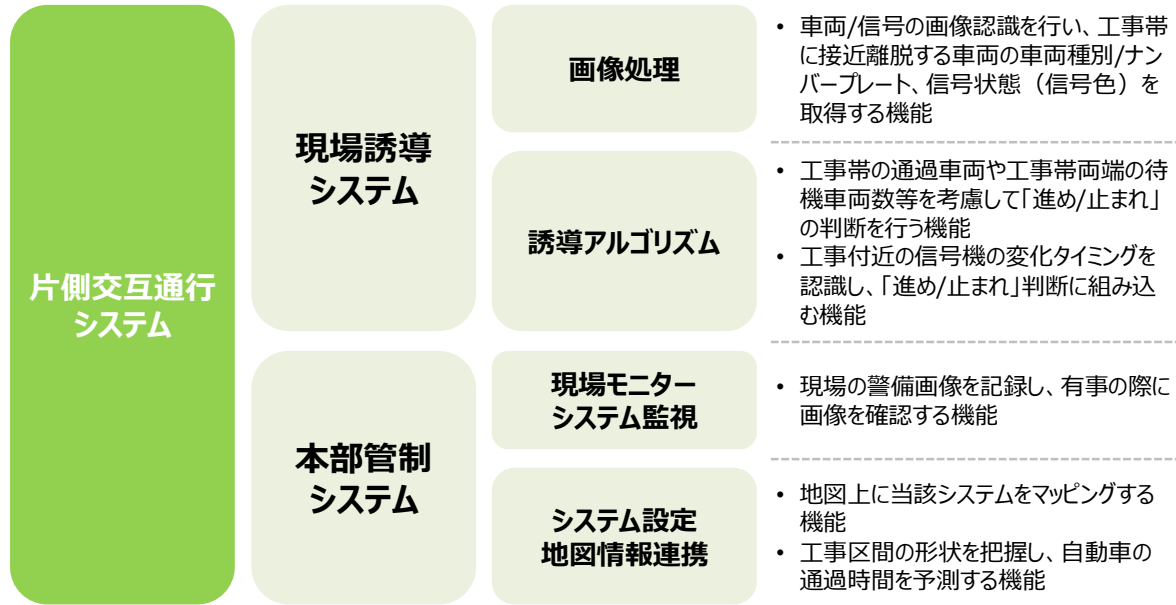 片側交互通行
システム
現場誘導
システム
画像処理
• 車両/信号の画像認識を行い、工事帯
に接近離脱する車両の車両種別/ナン
バープレート、信号状態（信号色）を
取得する機能
誘導アルゴリズム
• 工事帯の通過車両や工事帯両端の待
機車両数等を考慮して「進め/止まれ」
の判断を行う機能
• 工事付近の信号機の変化タイミングを
認識し、「進め/止まれ」判断に組み込
む機能
本部管制
システム
現場モニター
システム監視
• 現場の警備画像を記録し、有事の際に
画像を確認する機能
システム設定
地図情報連携
• 地図上に当該システムをマッピングする
機能
• 工事区間の形状を把握し、自動車の
通過時間を予測する機能